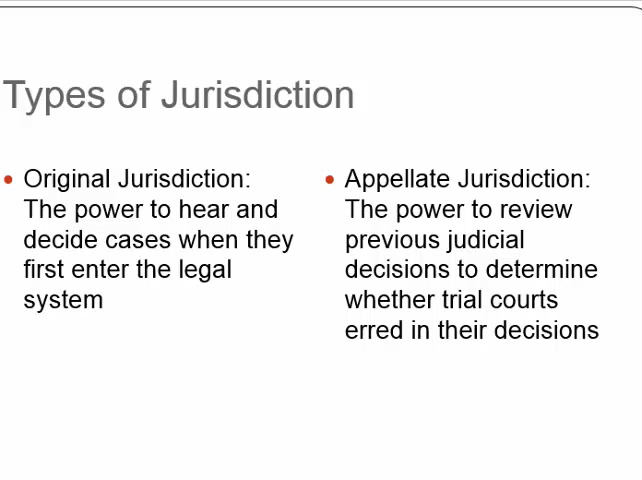 Types of Jurisdiction
• Original Jurisdiction:
The power to hear and
decide cases when they
first enter the legal
system
• Appellate Jurisdiction:
The power to review
previous judicial
decisions to determine
whether trial courts
erred in their decisions